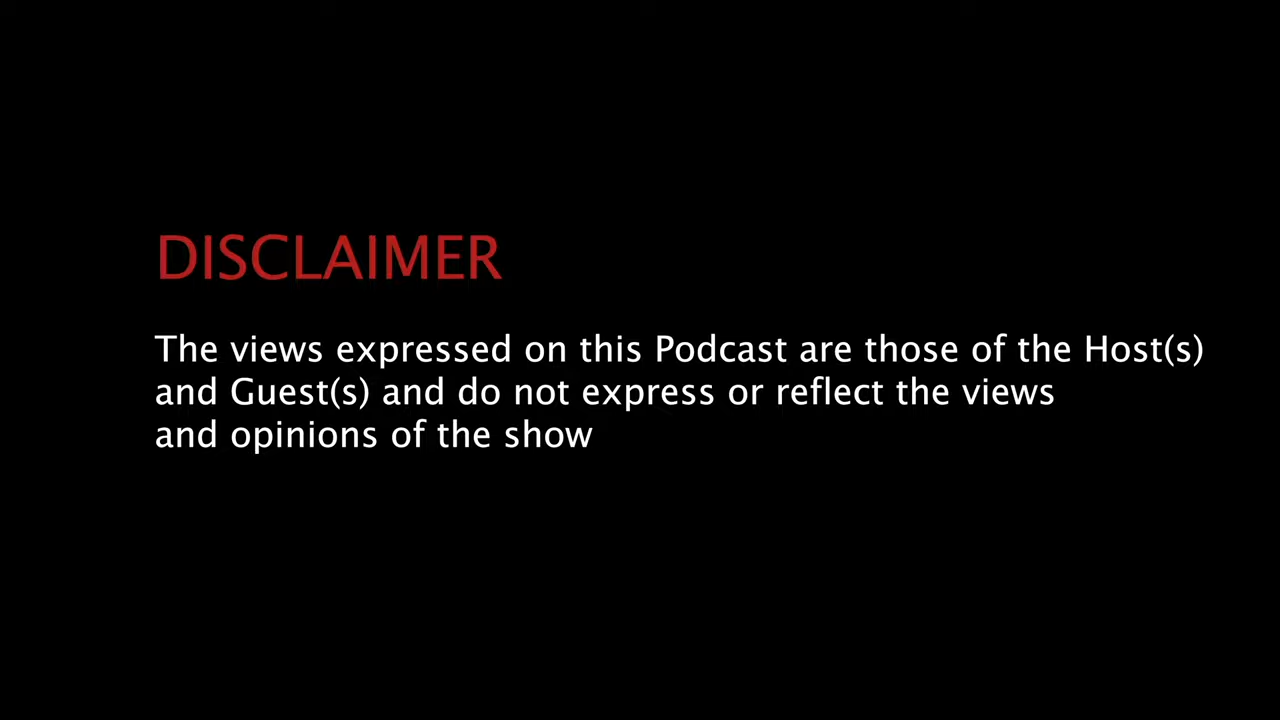 DISCLAIMER
The views expressed on this Podcast are those of the Host(s)
and Guest(s) and do not express or reflect the views
and opinions of the show